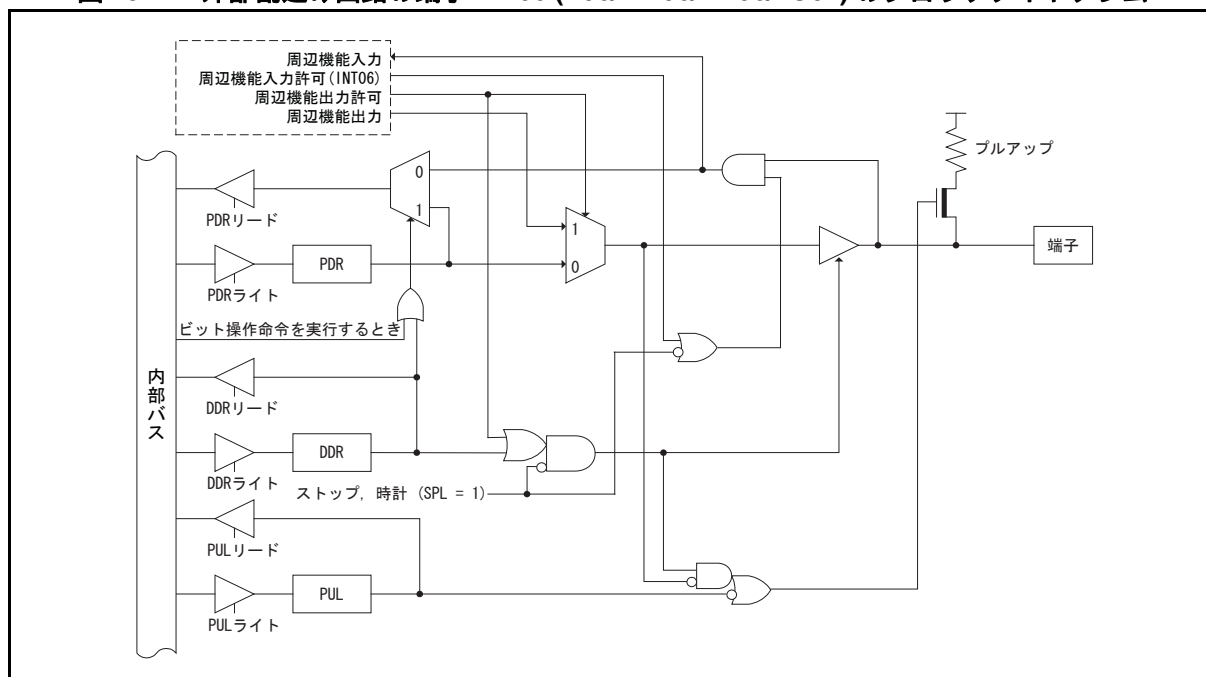 周辺機能入力
周辺機能入力許可(INT06)
周辺機能出力許可
周辺機能出力
プルアップ
0
1
PDRリード
1
0
端子
PDR
PDRライト
ビット操作命令を実行するとき
内部バス
DDRリード
DDR
DDRライト
ストップ, 時計 (SPL = 1)
PULリード
PUL
PULライト